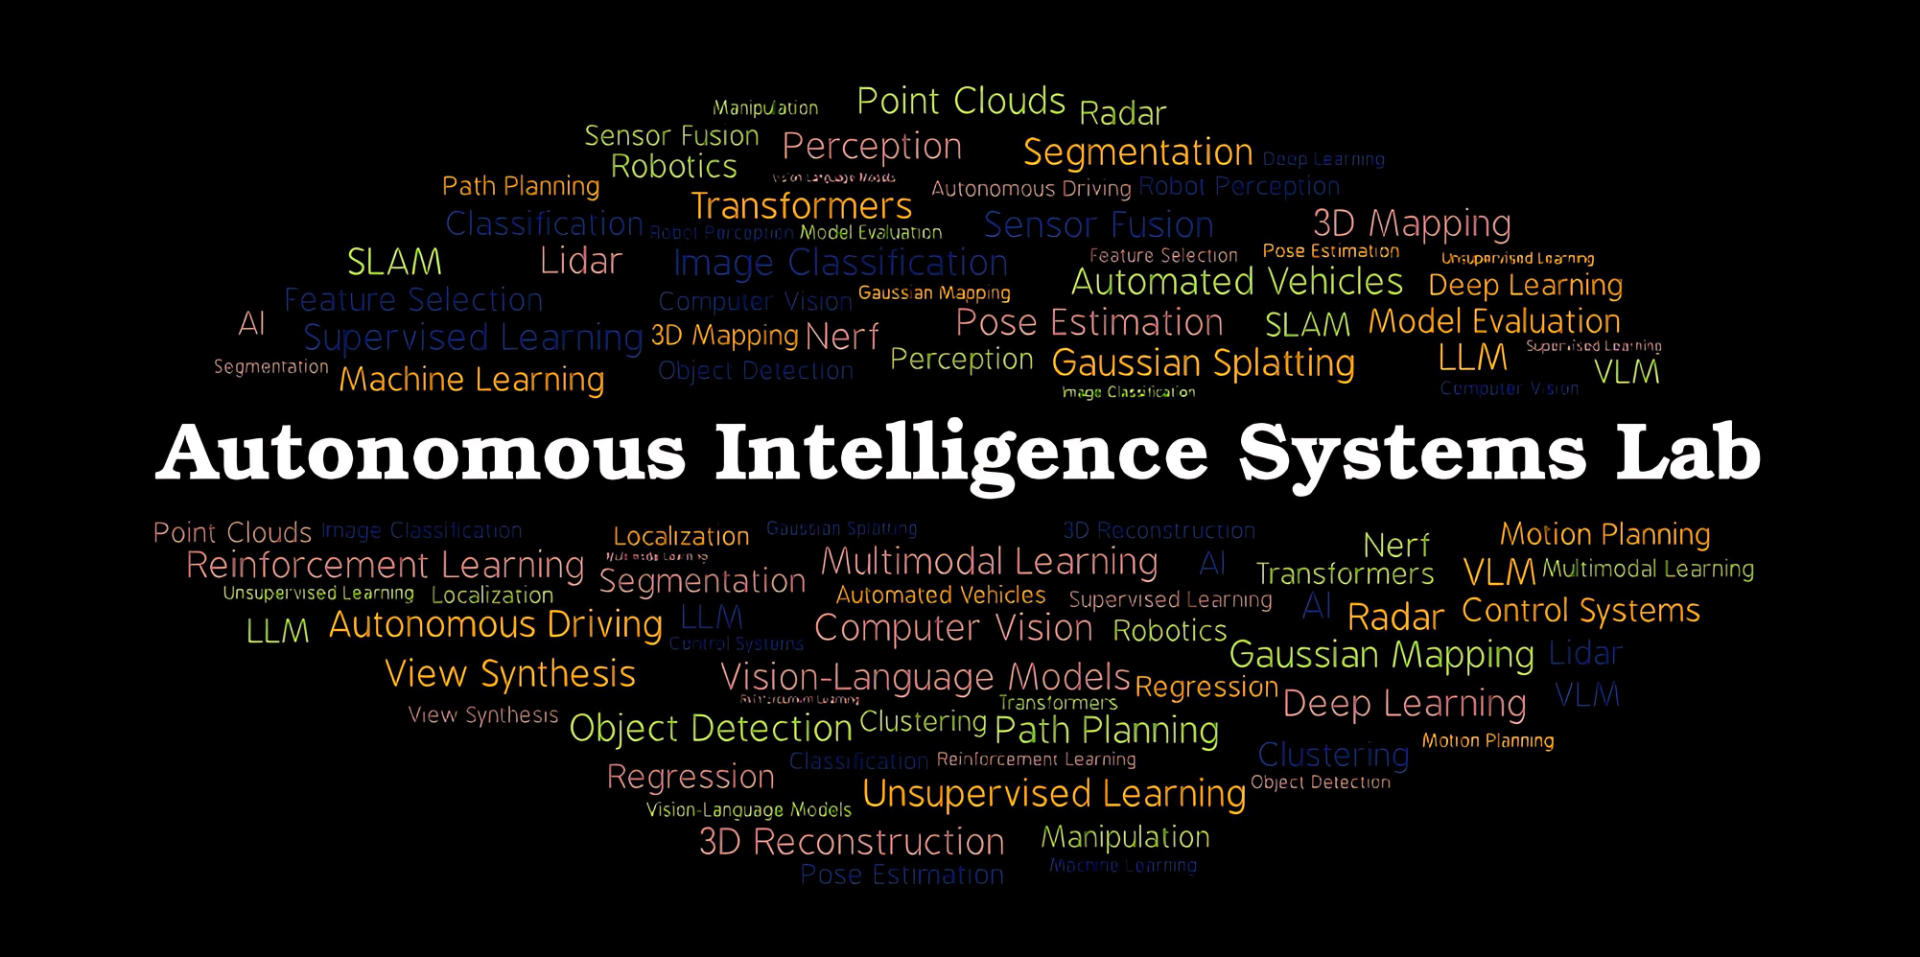 Manipulation Point Clouds Radar
Sensor Fusion Perception Segmentation Deep Learning
Robotics Vision-Language Models
Path Planning Transformers Autonomous Driving Robot Perception
Classification Robot Perception Model Evaluation Sensor Fusion 3D Mapping
SLAM Lidar Image Classification Feature Selection Pose Estimation Unsupervised Learning
Feature Selection Computer Vision Gaussian Mapping Automated Vehicles Deep Learning
AI Supervised Learning 3D Mapping Nerf Pose Estimation SLAM Model Evaluation
Segmentation Machine Learning Object Detection Perception Gaussian Splatting LLM Supervised Learning VLM
Image Classification Computer Vision
Autonomous Intelligence Systems Lab
Point Clouds Image Classification Localization Gaussian Splatting 3D Reconstruction Nerf Motion Planning
Reinforcement Learning Multimodal Learning Segmentation Multimodal Learning AI Transformers VLM Multimodal Learning
Unsupervised Learning Localization Automated Vehicles Supervised Learning AI Radar Control Systems
LLM Autonomous Driving LLM Control Systems Computer Vision Robotics Gaussian Mapping Lidar
View Synthesis Vision-Language Models Regression Deep Learning VLM
Reinforcement Learning Transformers
View Synthesis Object Detection Clustering Path Planning Motion Planning
Classification Reinforcement Learning Clustering
Regression Unsupervised Learning Object Detection
Vision-Language Models
3D Reconstruction Manipulation
Pose Estimation Machine Learning